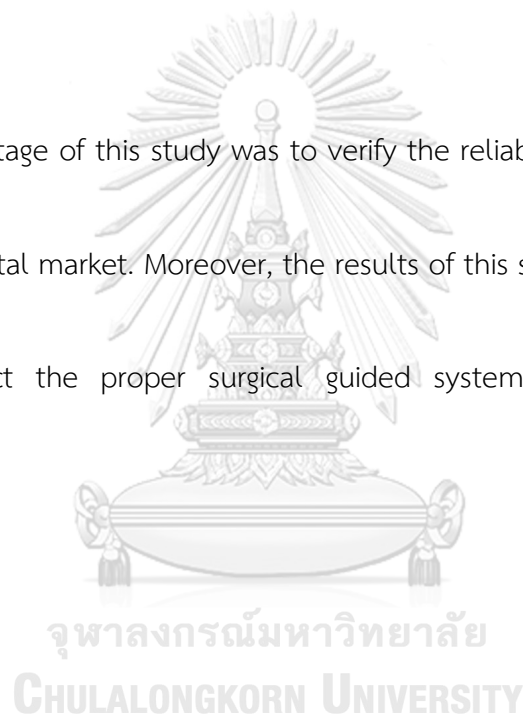 tage of this study was to verify the reliab
tal market. Moreover, the results of this s
ct the proper surgical guided system
จุฬาลงกรณ์มหาวิทยาลัย
CHULALONGKORN UNIVERSITY